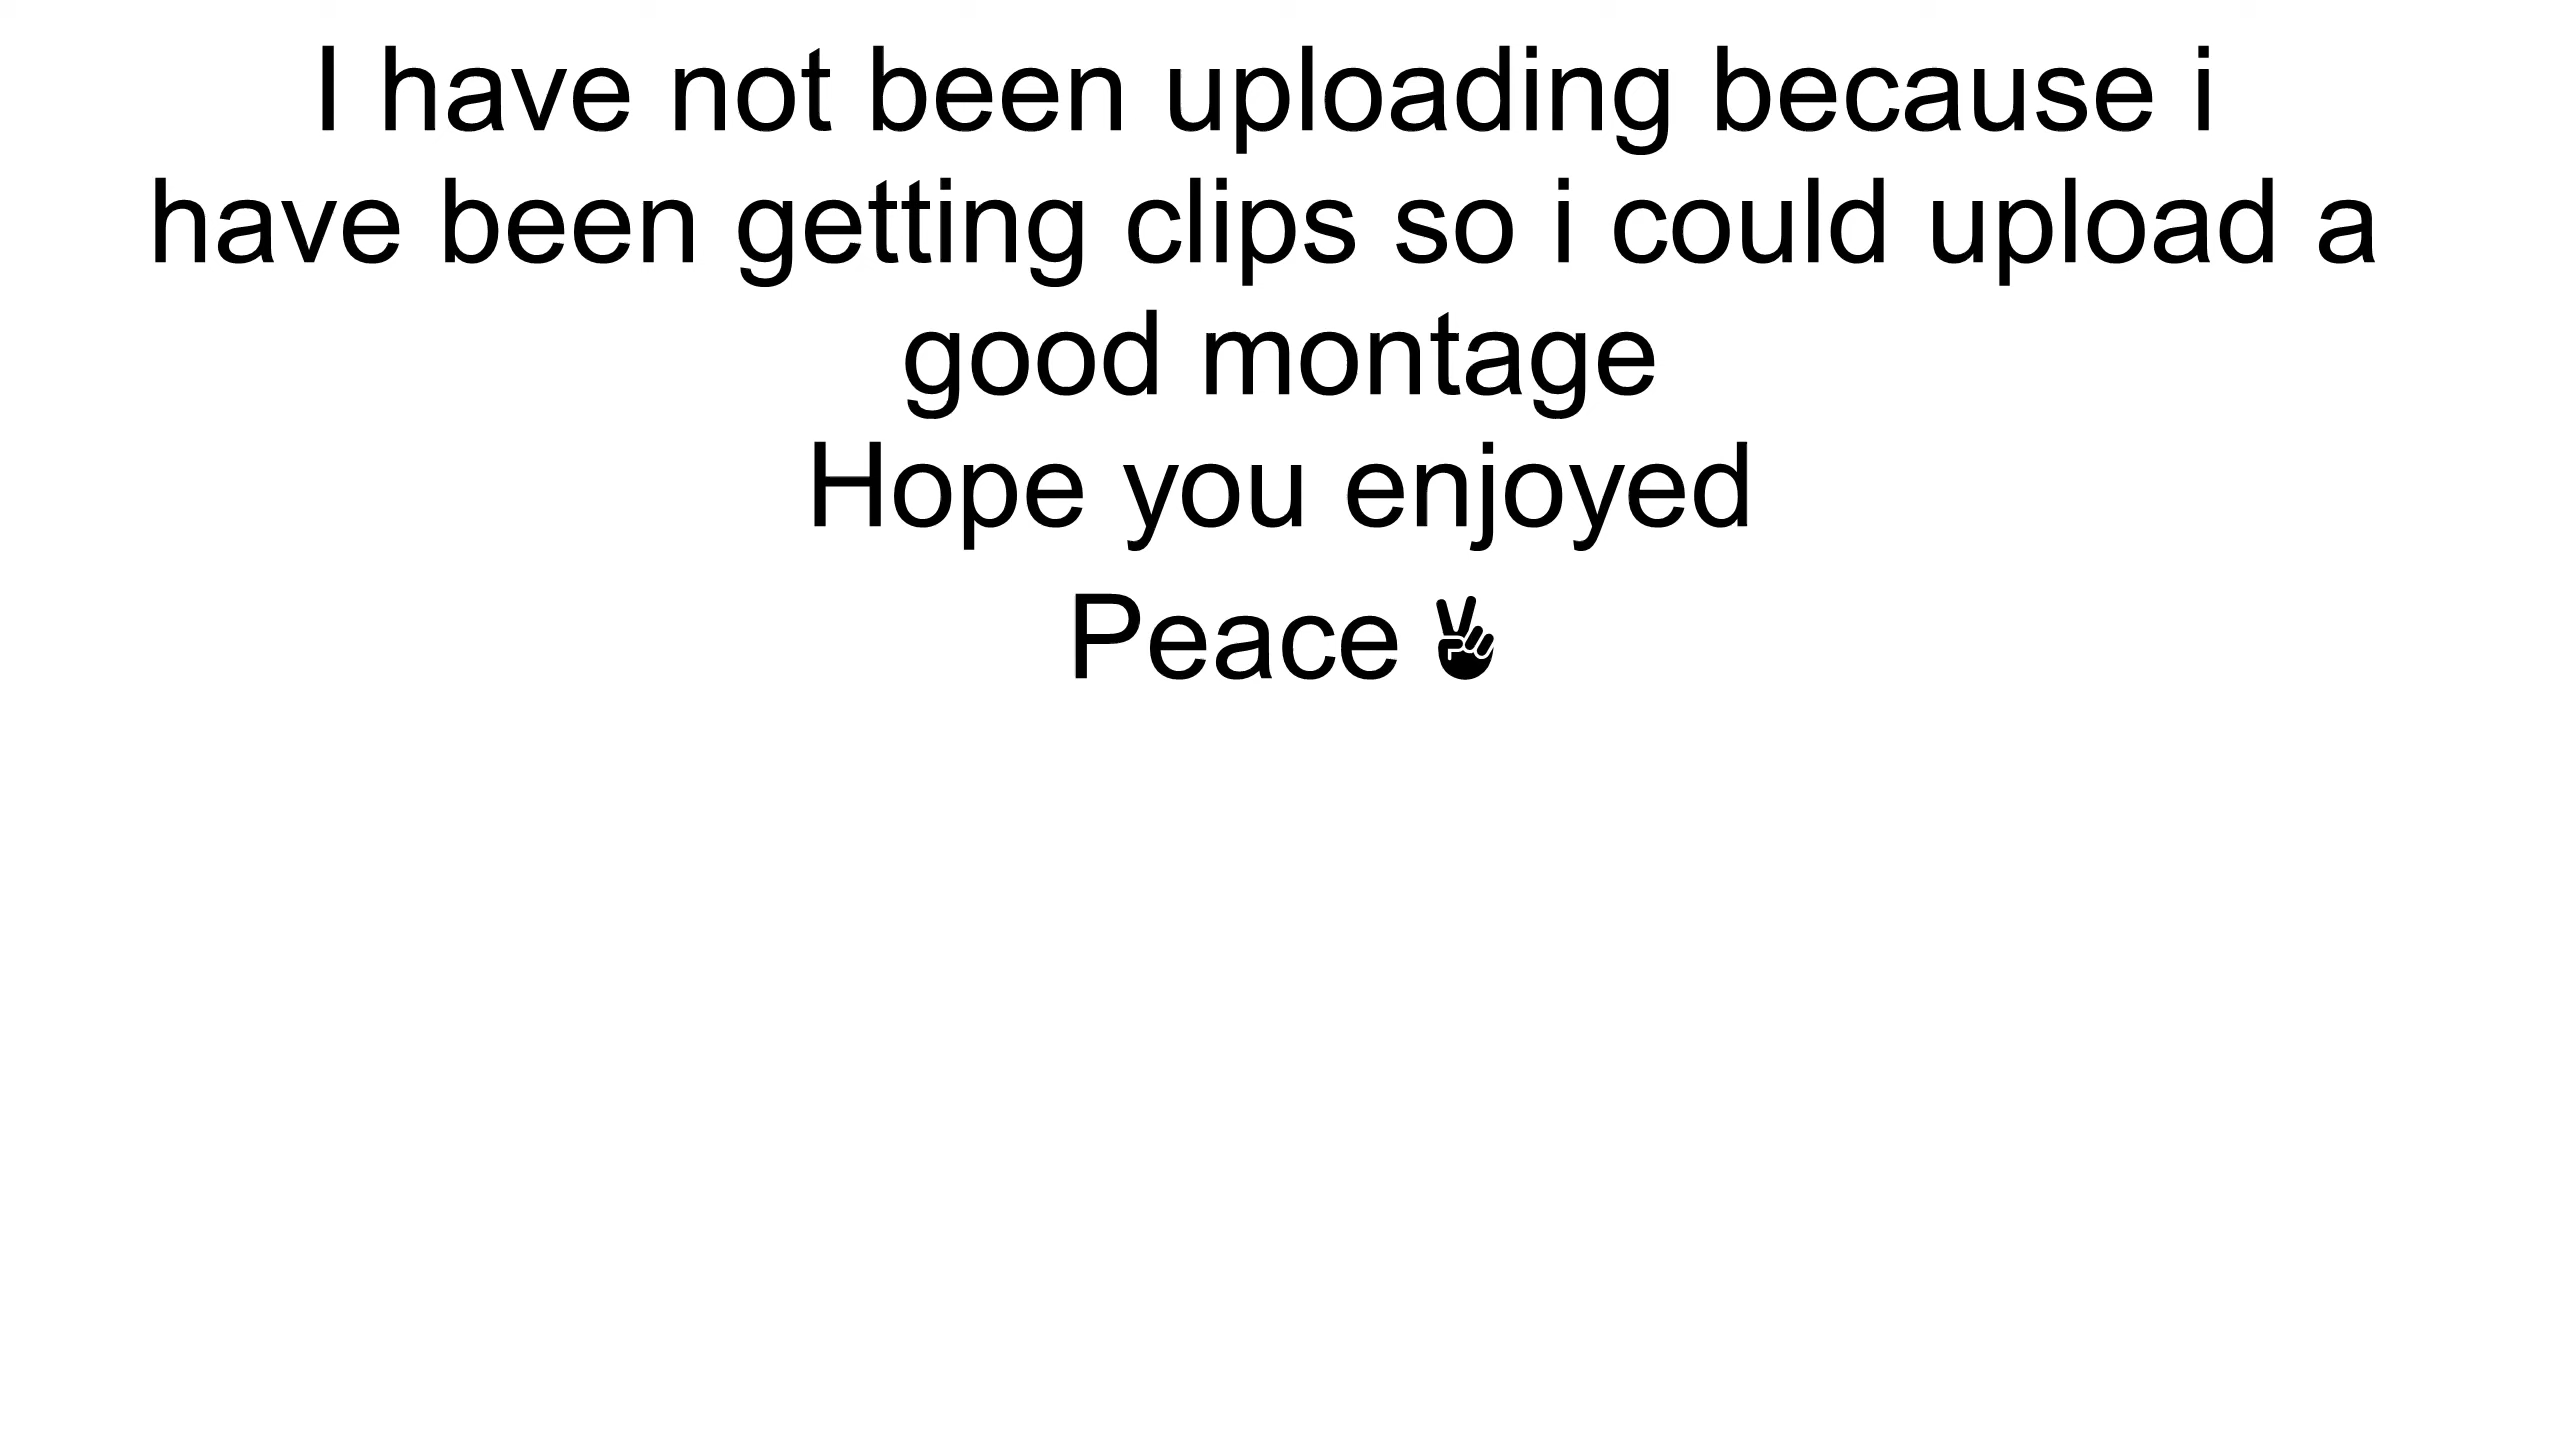 I have not been uploading because i
have been getting clips so i could upload a
good montage
Hope you enjoyed
Peace ✌